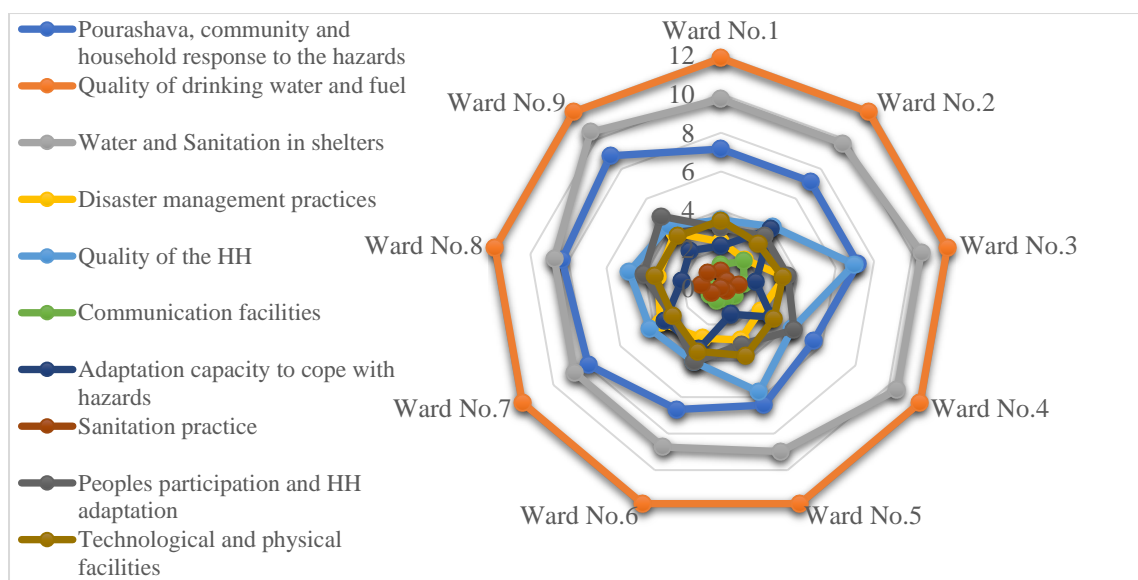 Pourashava, community and
household response to the hazards
Quality of drinking water and fuel
Water and Sanitation in shelters
Disaster management practices
Quality of the HH
Communication facilities
Adaptation capacity to cope with
hazards
Sanitation practice
Peoples participation and HH
adaptation
Technological and physical
facilities
Ward No.1
Ward No.2
Ward No.3
Ward No.4
Ward No.5
Ward No.6
Ward No.7
Ward No.8
Ward No.9
12
10
8
6
4
0